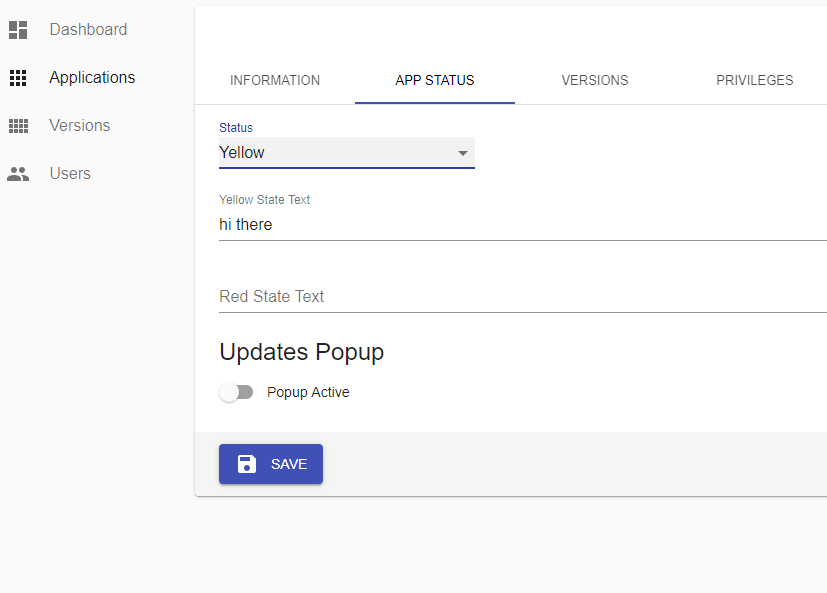 Dashboard
Applications
Versions
Users
INFORMATION APP STATUS VERSIONS PRIVILEGES
Status
Yellow
Yellow State Text
hi there
Red State Text
Updates Popup
Popup Active
SAVE